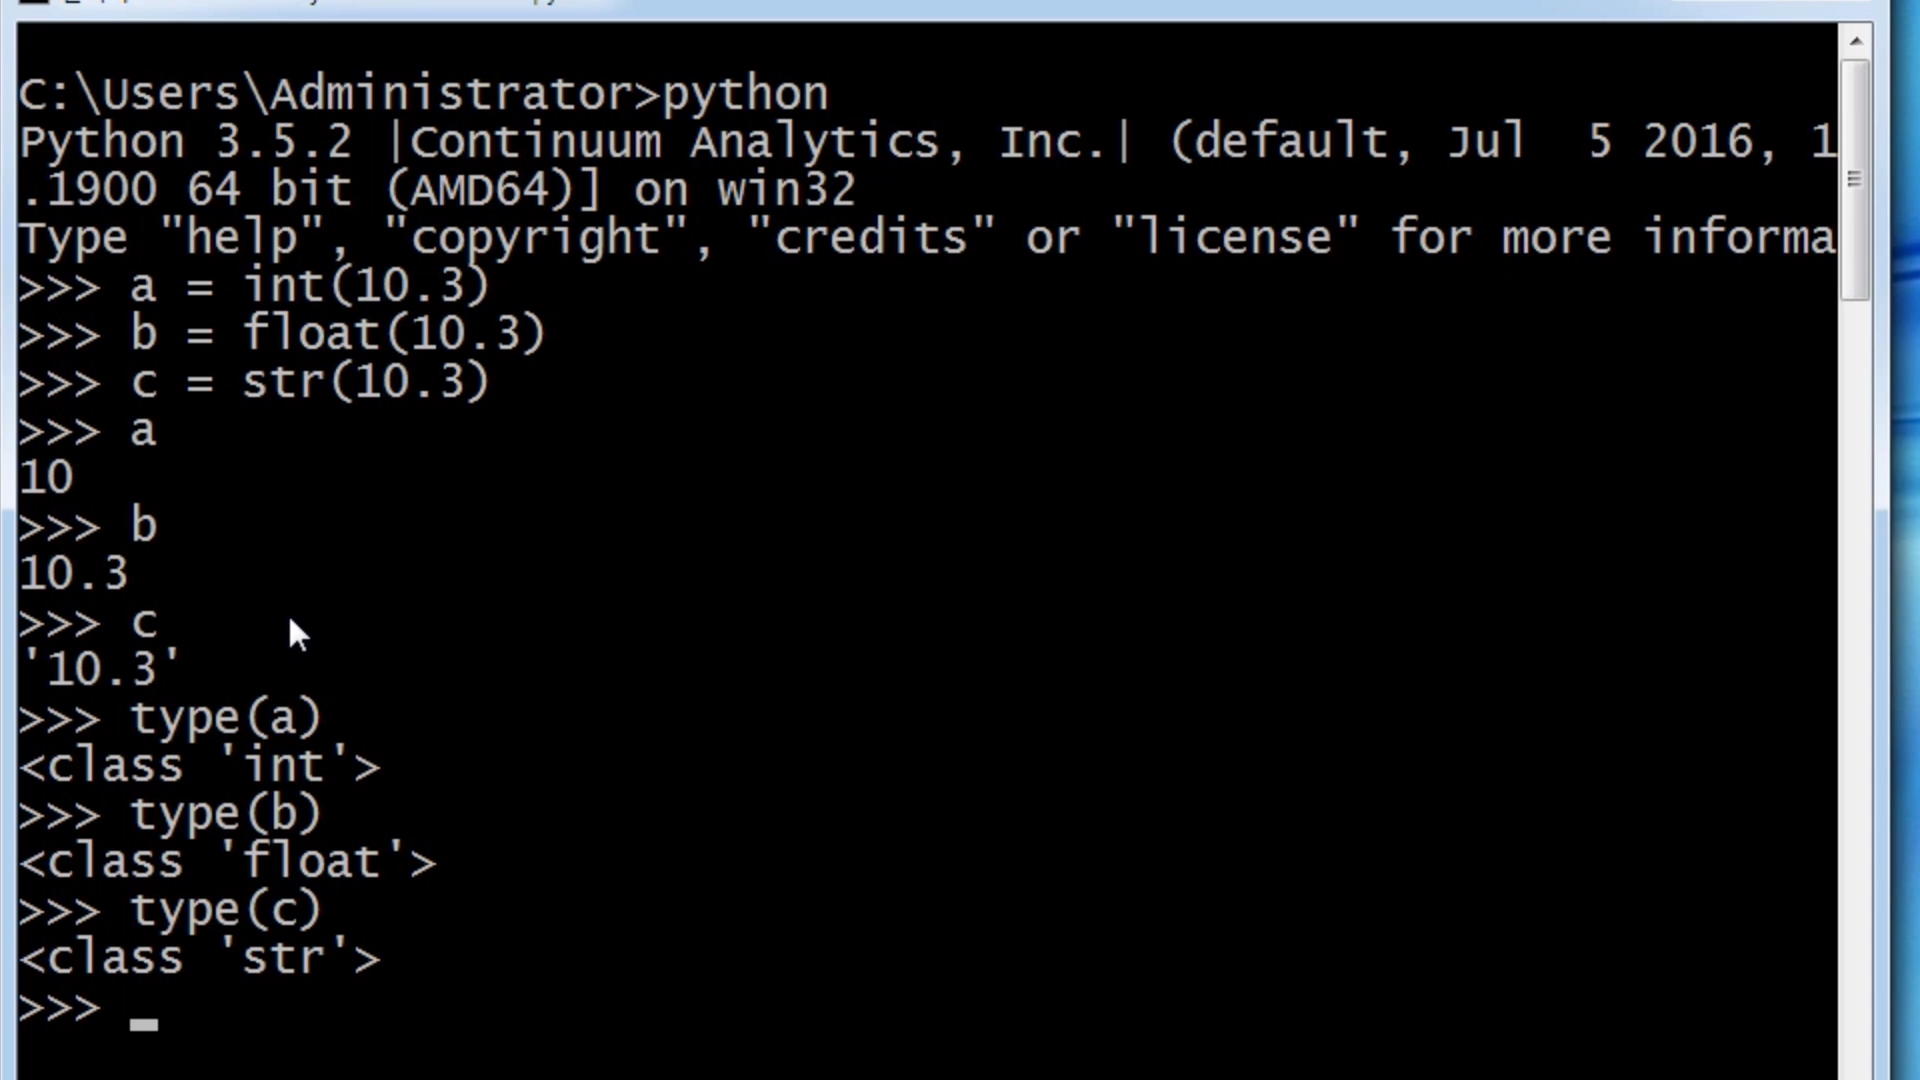 C:\Users\Administrator>python
Python 3.5.2 |Continuum Analytics, Inc.| (default, Jul  5 2016, 1
.1900 64 bit (AMD64)] on win32
Type "help", "copyright", "credits" or "license" for more informa
>>> a = int(10.3)
>>> b = float(10.3)
>>> c = str(10.3)
>>> a
10
>>> b
10.3
>>> c
'10.3'
>>> type(a)
<class 'int'>
>>> type(b)
<class 'float'>
>>> type(c)
<class 'str'>
>>>